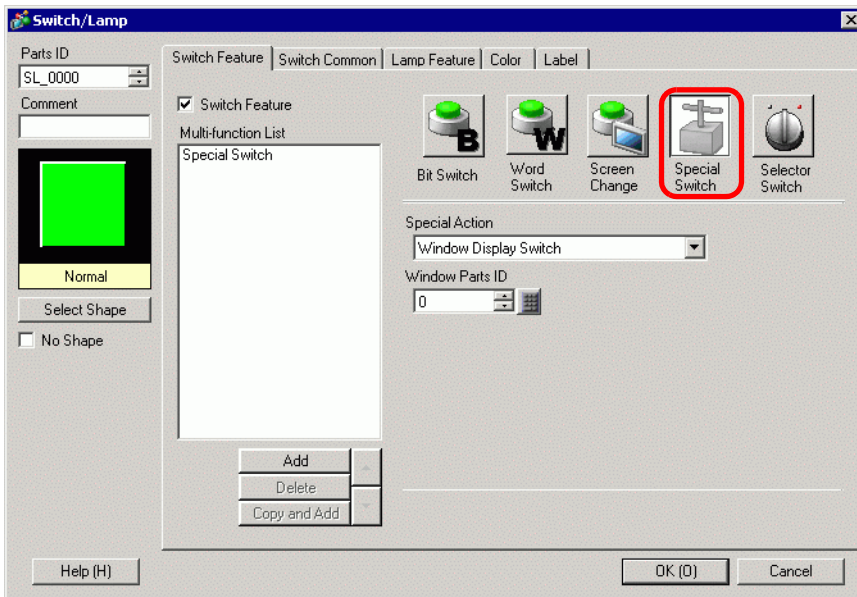 Switch/Lamp
Parts ID
SL_0000
Comment
Normal
Select Shape
No Shape
Switch Feature Switch Common Lamp Feature Color Label
Switch Feature
Multi-function List
Special Switch
Add
Delete
Copy and Add
B
W
Bit Switch
Word
Switch
Screen
Change
Special
Switch
Selector
Switch
Special Action
Window Display Switch
Window Parts ID
0
Help (H)
OK (O)
Cancel